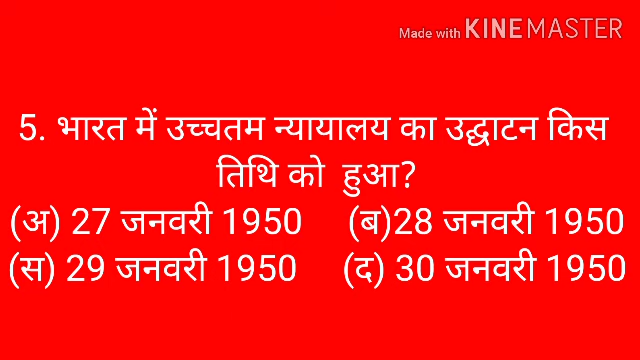 Made with KINEMASTER
5. भारत में उच्चतम न्यायालय का उद्घाटन किस
तिथि को हुआ?
(अ) 27 जनवरी 1950 (ब)28 जनवरी 1950
(स) 29 जनवरी 1950 (द) 30 जनवरी 1950